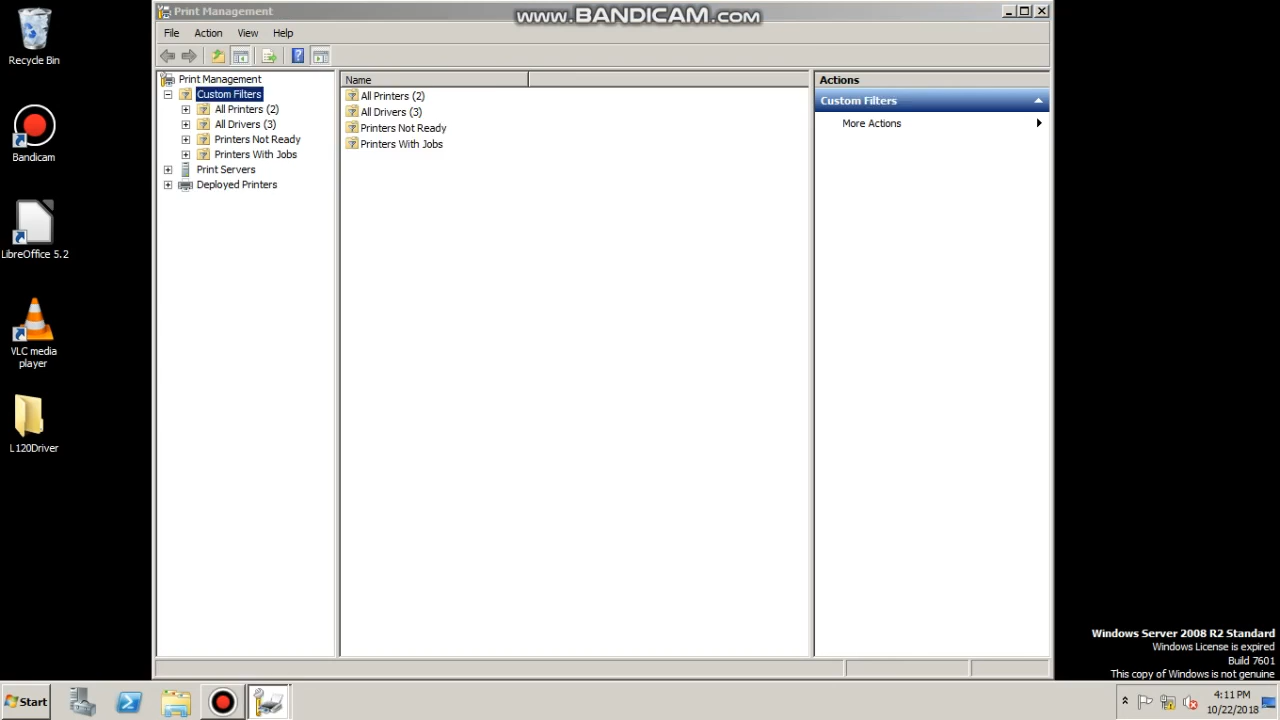 Recycle Bin
Bandicam
LibreOffice 5.2
VLC media
player
L120Driver
Print Management
www.BANDICAM.com
File Action View Help
Print Management
Custom Filters
All Printers (2)
All Drivers (3)
Printers Not Ready
Printers With Jobs
Print Servers
Deployed Printers
Name
All Printers (2)
All Drivers (3)
Printers Not Ready
Printers With Jobs
Actions
Custom Filters
More Actions
Windows Server 2008 R2 Standard
Windows License is expired
Build 7601
This copy of Windows is not genuine
Start
4:11 PM
10/22/2018